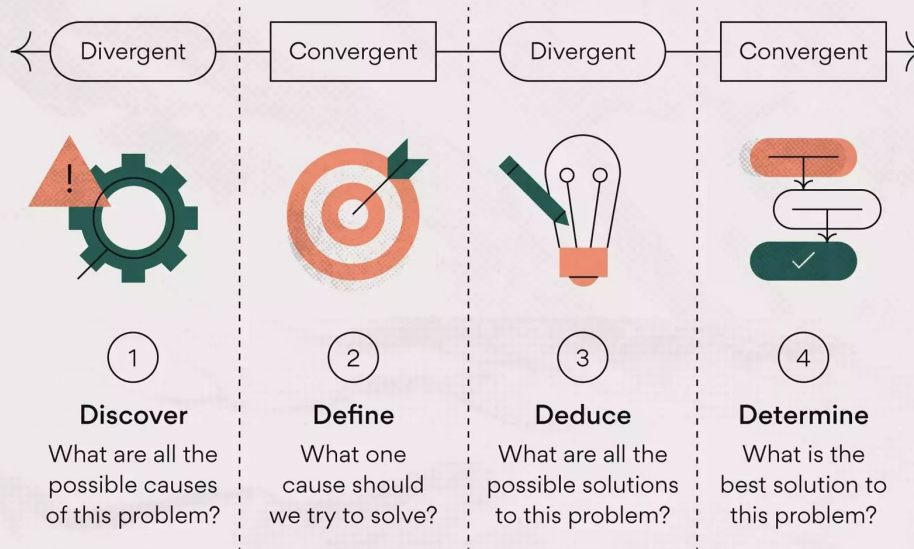 Divergent
Convergent
Divergent
Convergent
!
1
Discover
What are all the
possible causes
of this problem?
2
Define
What one
cause should
we try to solve?
3
Deduce
What are all the
possible solutions
to this problem?
4
Determine
What is the
best solution to
this problem?